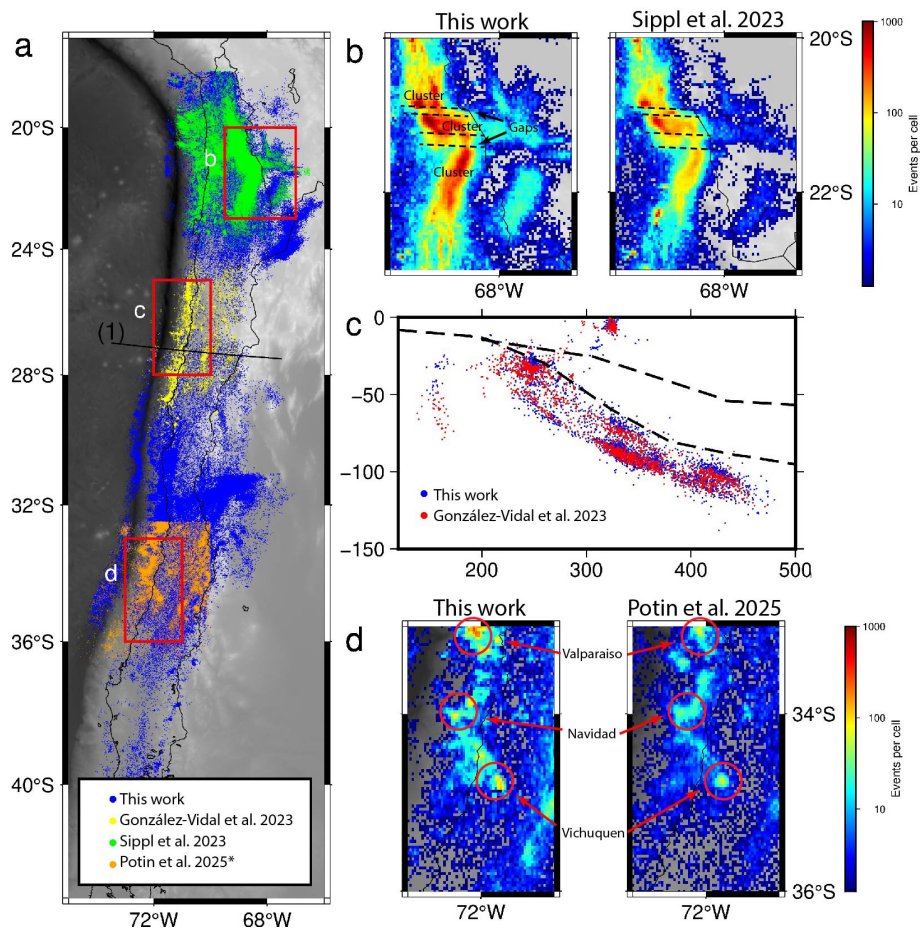 a
20°S
24°S
28°S
32°S
36°S
40°S
72°W
68°W
b
c
(1)
d
This work
González-Vidal et al. 2023
Sippl et al. 2023
Potin et al. 2025*
b
This work
Sippl et al. 2023
Cluster
Cluster
Gaps
Cluster
68°W
68°W
20°S
22°S
1000
100
10
Events per cell
c
0
−50
−100
−150
200
300
400
500
This work
González-Vidal et al. 2023
d
This work
Potin et al. 2025
Valparaiso
Navidad
Vichuquen
72°W
72°W
34°S
36°S
1000
100
10
Events per cell